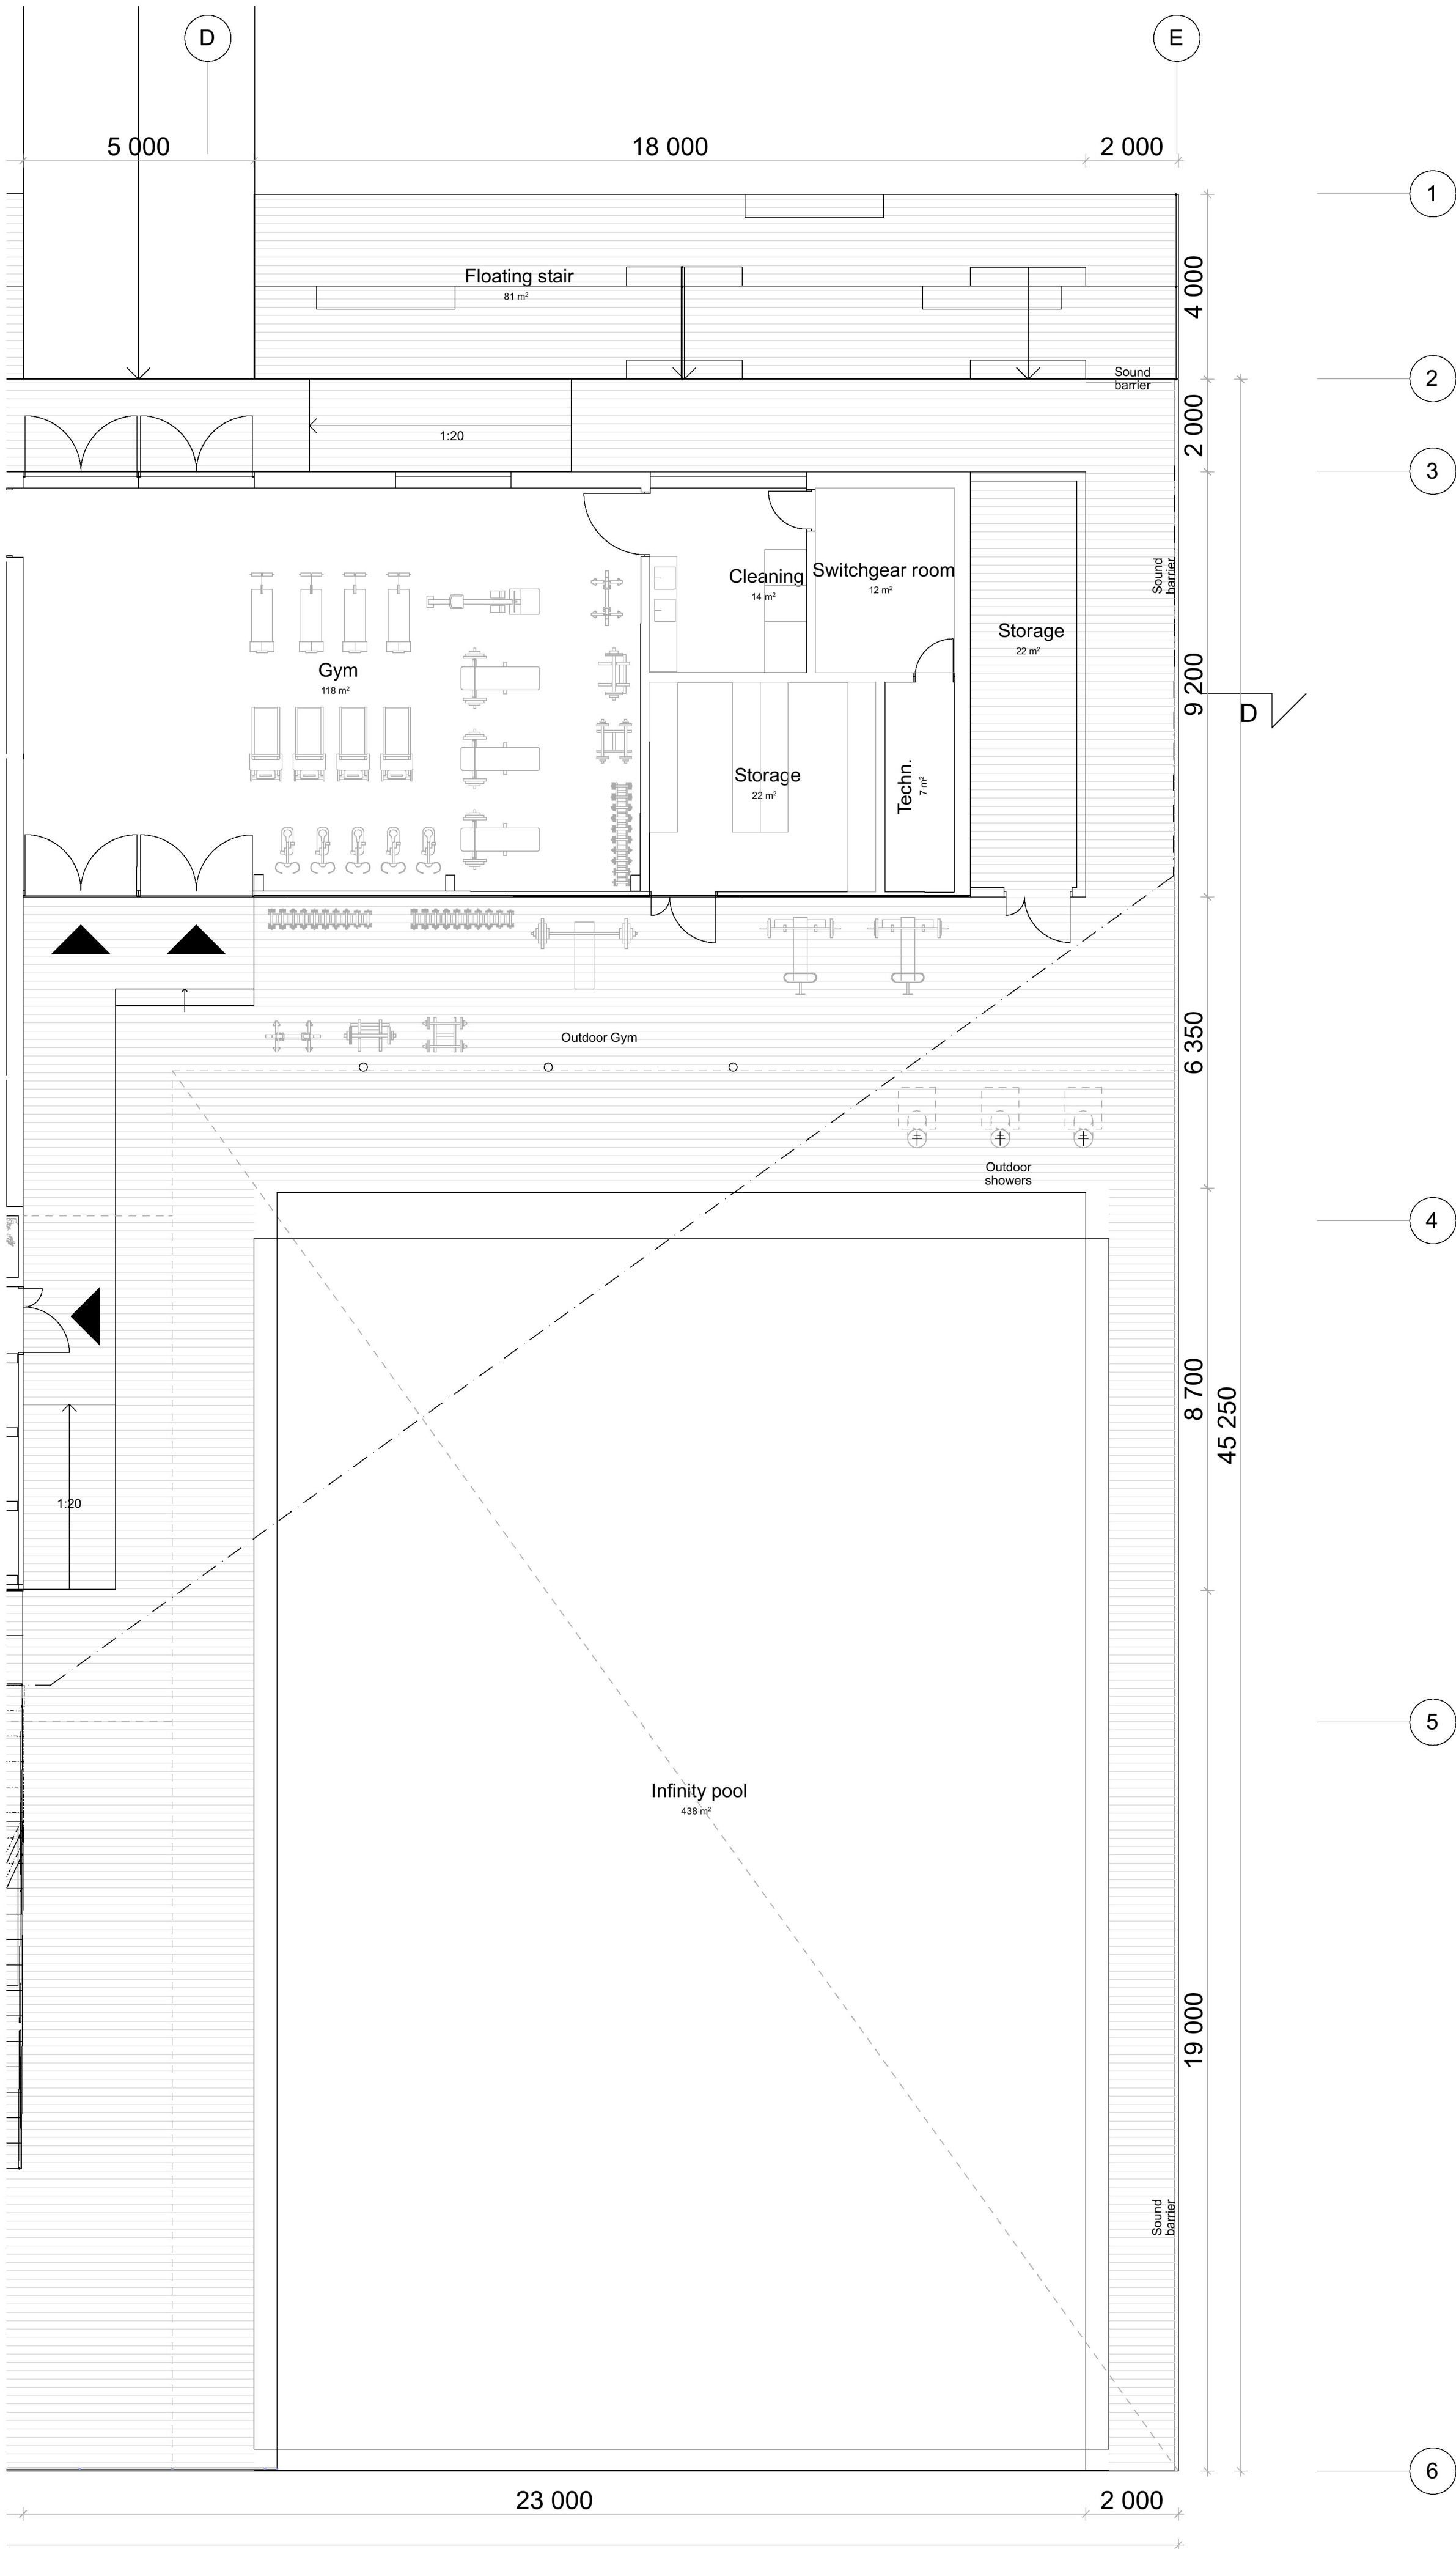 D
E
5 000
18 000
2 000
1
Floating stair
81 m²
4 000
Sound
barrier
2
1:20
2 000
3
Sound
barrier
Cleaning
14 m²
Switchgear room
12 m²
Storage
22 m²
Gym
118 m²
9 200
D
Storage
22 m²
Techn.
7 m²
Outdoor Gym
6 350
Outdoor
showers
4
8 700
45 250
1:20
5
Infinity pool
438 m²
19 000
Sound
barrier
6
23 000
2 000